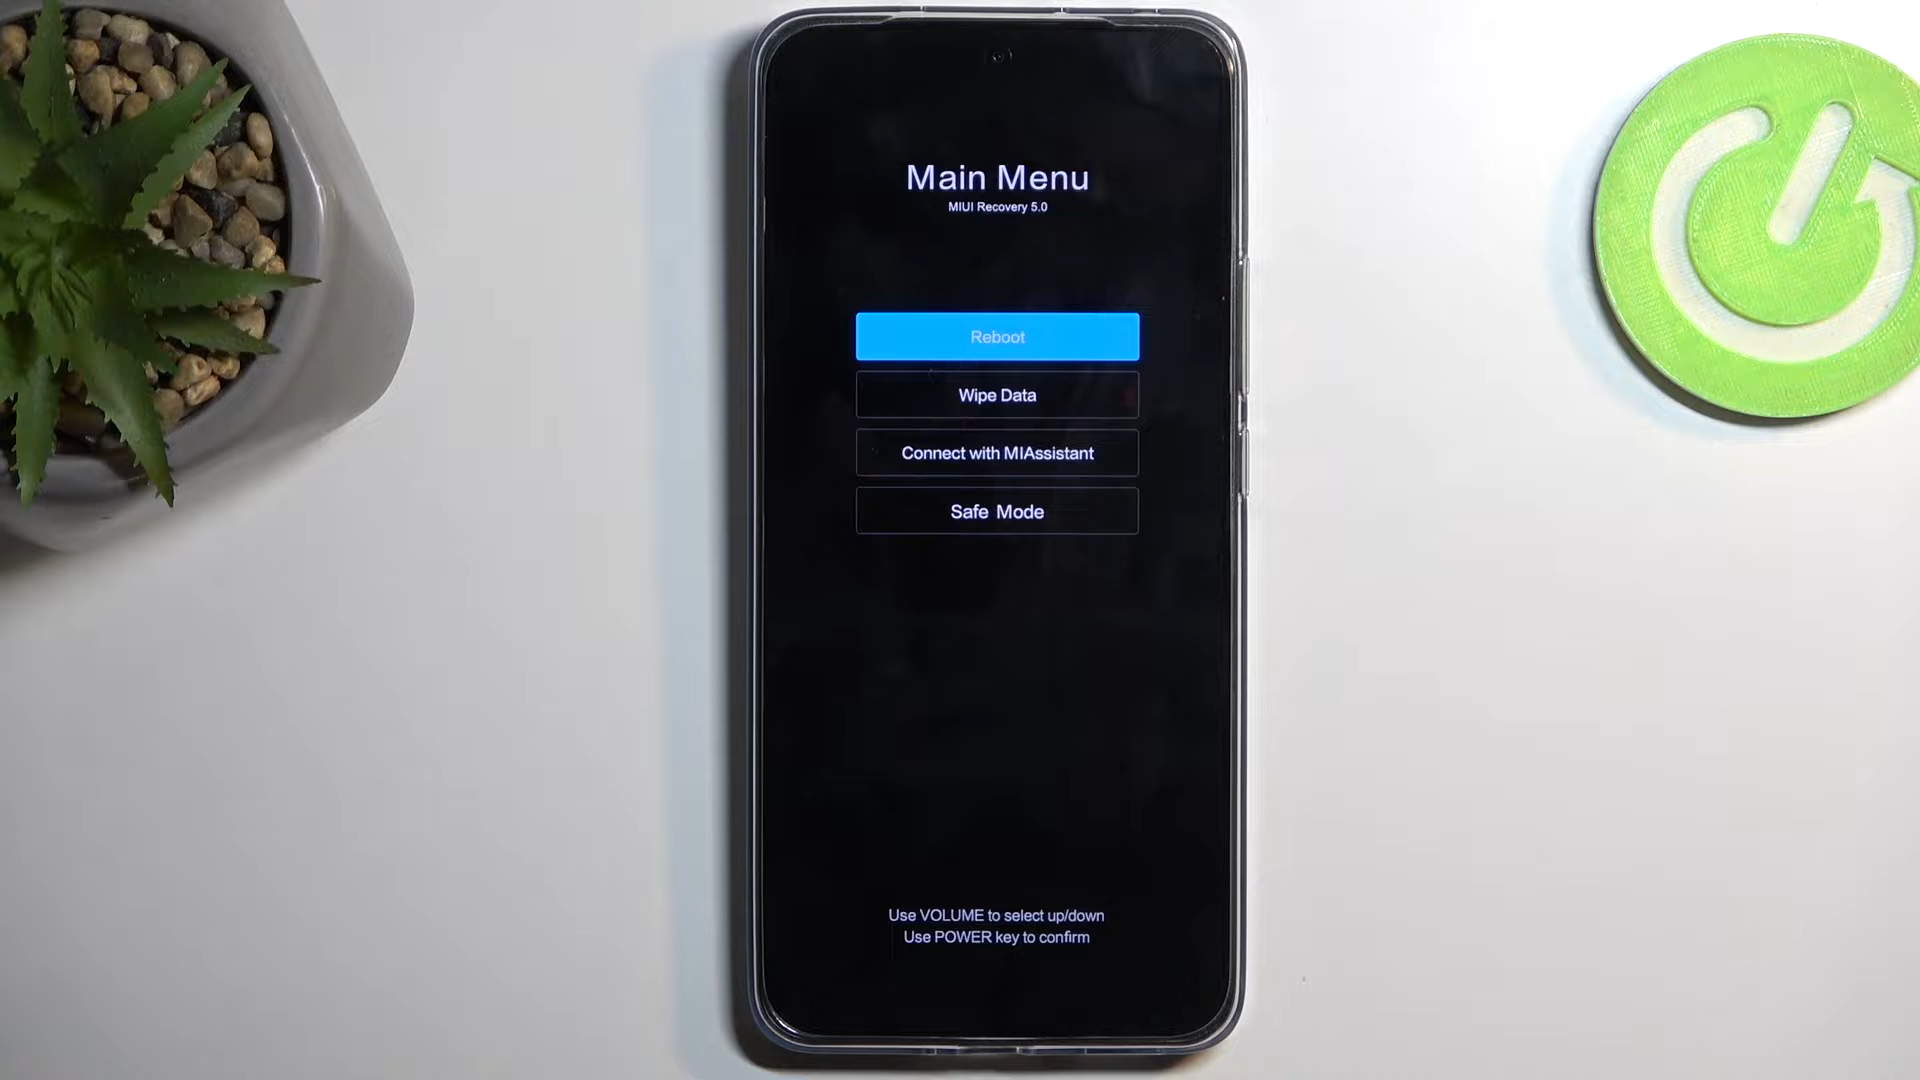 Main Menu
MIUI Recovery 5.0
Reboot
Wipe Data
Connect with MIAssistant
Safe Mode
Use VOLUME to select up/down
Use POWER key to confirm